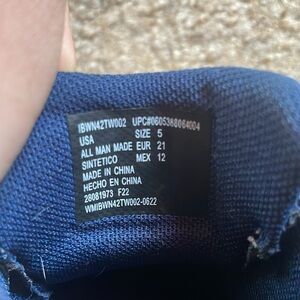 IBWN42TW002 UPC#0605388064004
USA SIZE 5
ALL MAN MADE EUR 21
SINTETICO MEX 12
MADE IN CHINA
HECHO EN CHINA
28081973 F22
WMIBWN42TW002-0622